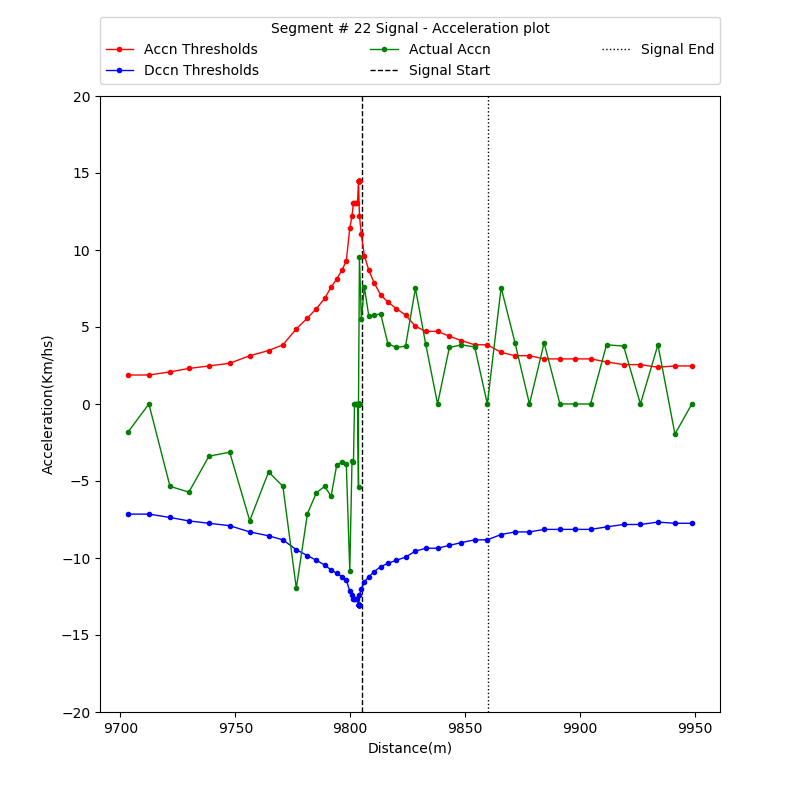 Segment # 22 Signal - Acceleration plot
Accn Thresholds Actual Accn Signal End
Dccn Thresholds Signal Start
20
15
10
5
0
−5
−10
−15
−20
Acceleration(Km/hs)
9700 9750 9800 9850 9900 9950
Distance(m)